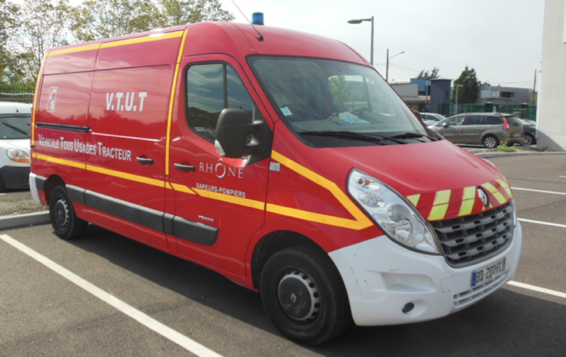 V.T.U.T
VÉHICULE TOUS USAGES TRACTEUR
RHÔNE
SAPEURS-POMPIERS